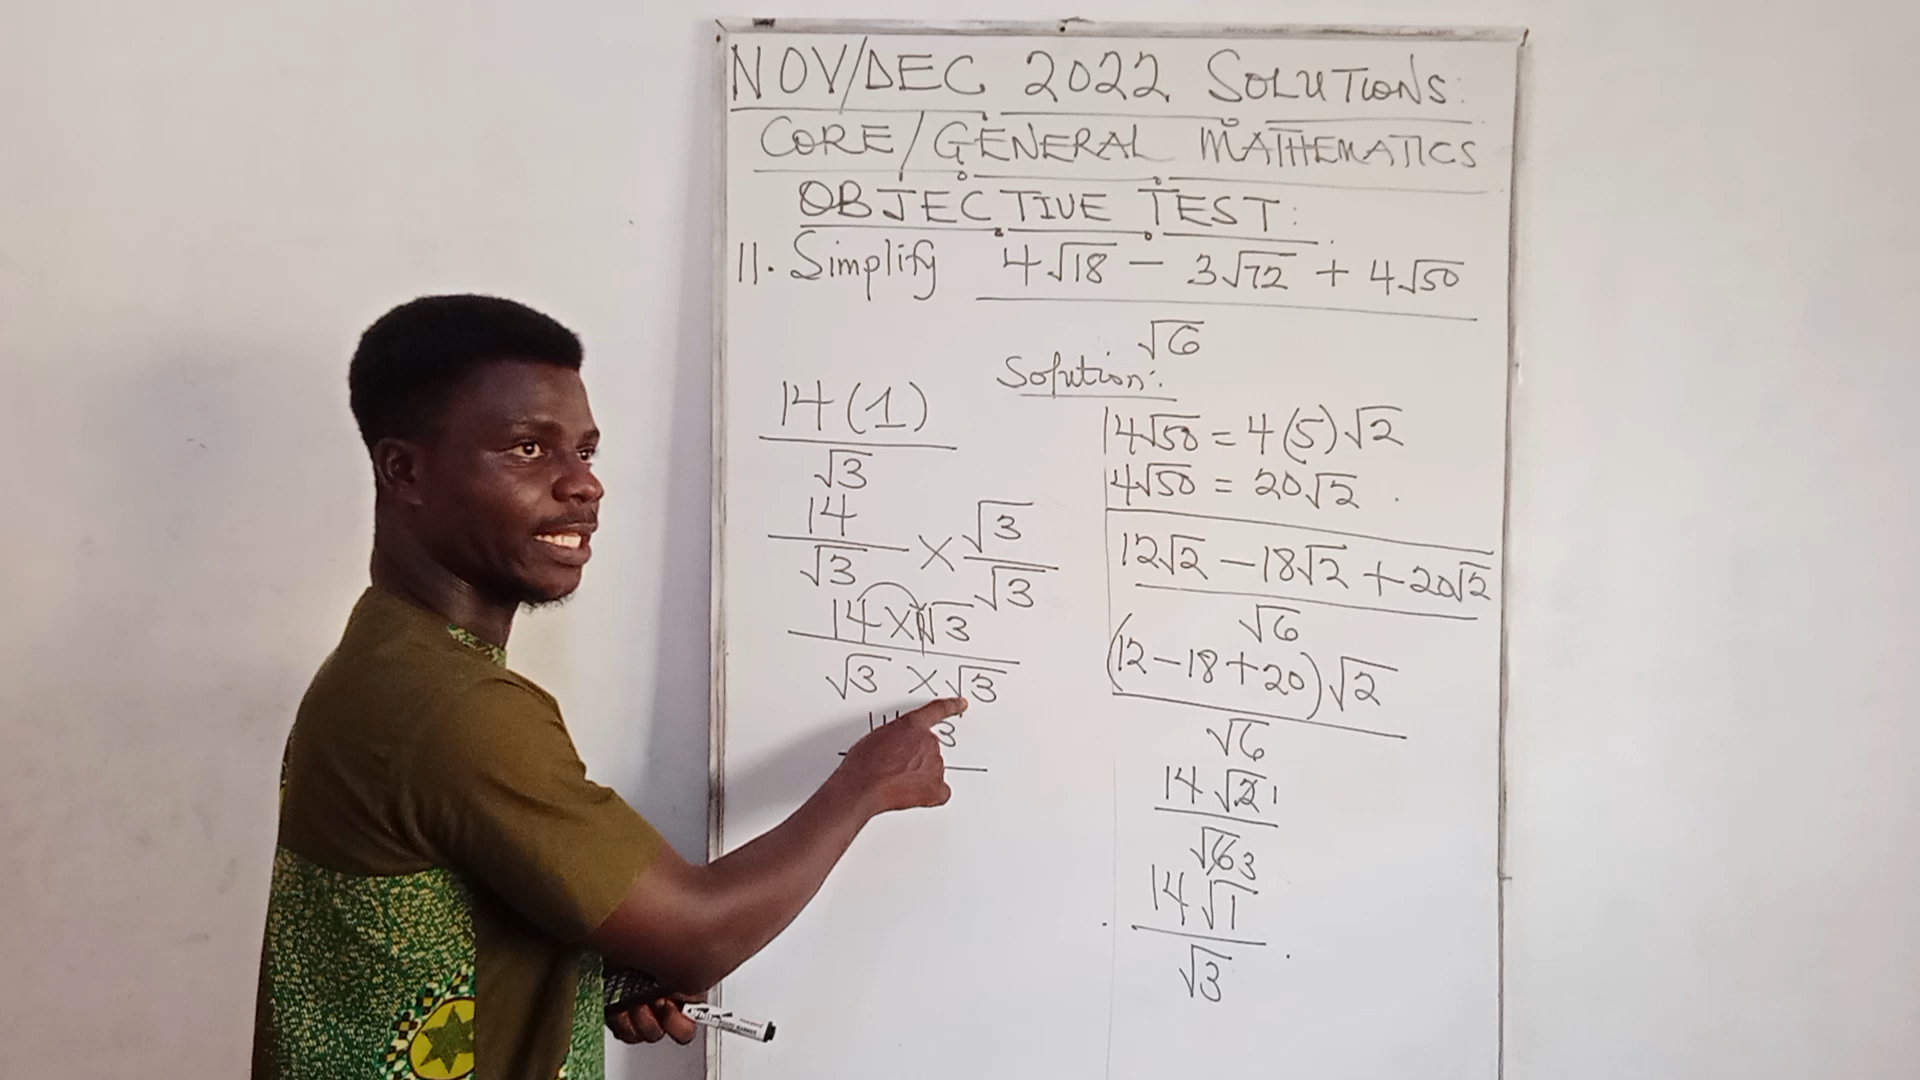 NOV/DEC 2022 SOLUTIONS:
CORE/GENERAL MATHEMATICS
OBJECTIVE TEST:
11. Simplify 4√18 - 3√72 + 4√50
√6
Solution:
14√50 = 4(5)√2
4√50 = 20√2
12√2 - 18√2 + 20√2
√6
(12-18+20)√2
√6
14√2 1
√6 3
14√1
√3
14(1)
√3
14 × √3
√3 √3
14×√3
√3 ×√3
3